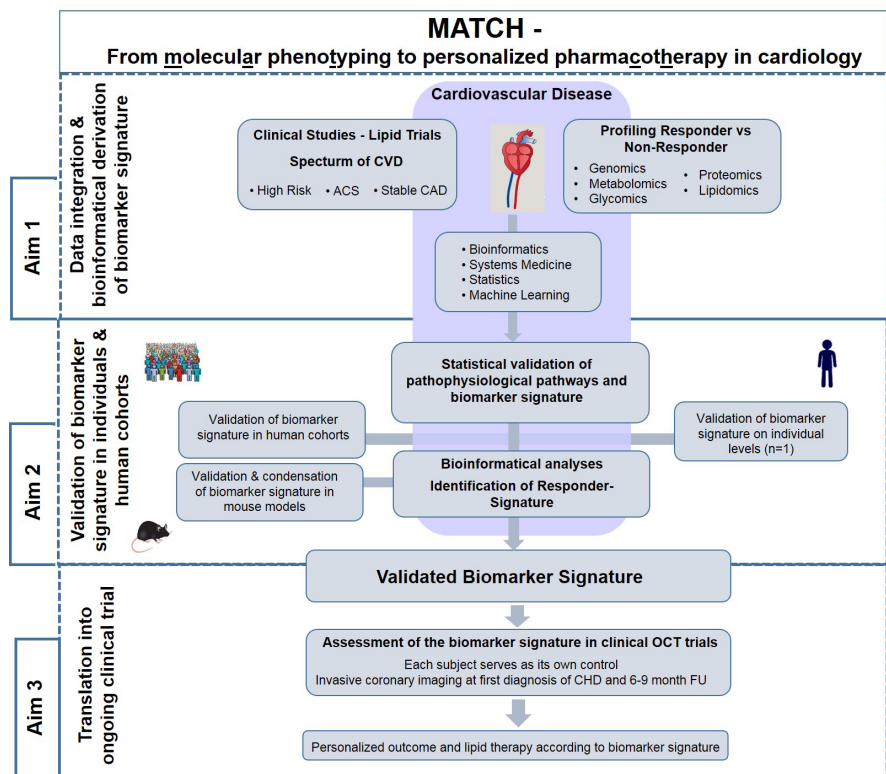 MATCH -
From molecular phenotyping to personalized pharmacotherapy in cardiology
Aim 1
Data integration &
bioinformatical derivation
of biomarker signature
Cardiovascular Disease
Clinical Studies - Lipid Trials
Specturm of CVD
• High Risk • ACS • Stable CAD
Profiling Responder vs
Non-Responder
• Genomics
• Metabolomics
• Glycomics
• Proteomics
• Lipidomics
• Bioinformatics
• Systems Medicine
• Statistics
• Machine Learning
Aim 2
Validation of biomarker
signature in individuals &
human cohorts
Statistical validation of
pathophysiological pathways and
biomarker signature
Validation of biomarker
signature in human cohorts
Validation of biomarker
signature on individual
levels (n=1)
Validation & condensation
of biomarker signature in
mouse models
Bioinformatical analyses
Identification of Responder-
Signature
Validated Biomarker Signature
Aim 3
Translation into
ongoing clinical trial
Assessment of the biomarker signature in clinical OCT trials
Each subject serves as its own control
Invasive coronary imaging at first diagnosis of CHD and 6-9 month FU
Personalized outcome and lipid therapy according to biomarker signature